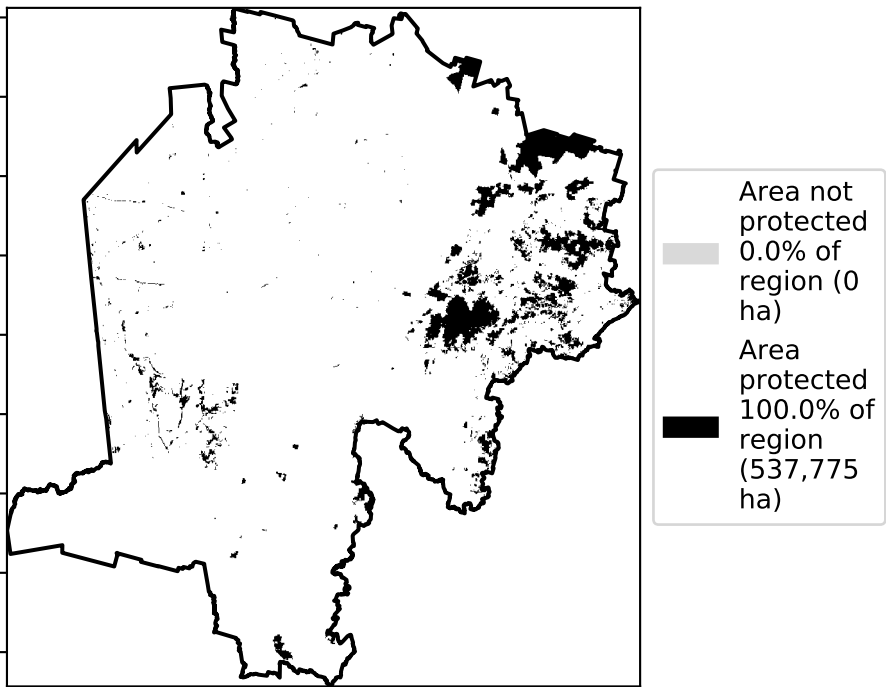 Area not
protected
0.0% of
region (0
ha)
Area
protected
100.0% of
region
(537,775
ha)